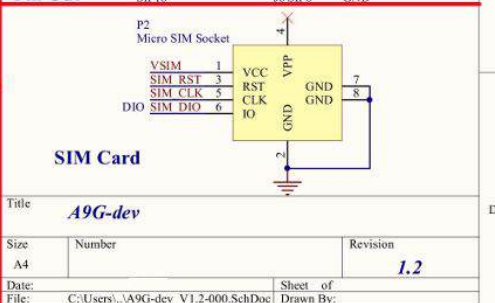 P2
Micro SIM Socket
4
VPP
VSIM 1 VCC
SIM_RST 3 RST GND 7
SIM_CLK 5 CLK GND 8
DIO SIM_DIO 6 IO
GND
2
SIM Card
Title
A9G-dev
Size Number Revision
A4 1.2
Date: Sheet of
File: C:\Users\..\A9G-dev_V1.2-000.SchDoc Drawn By: